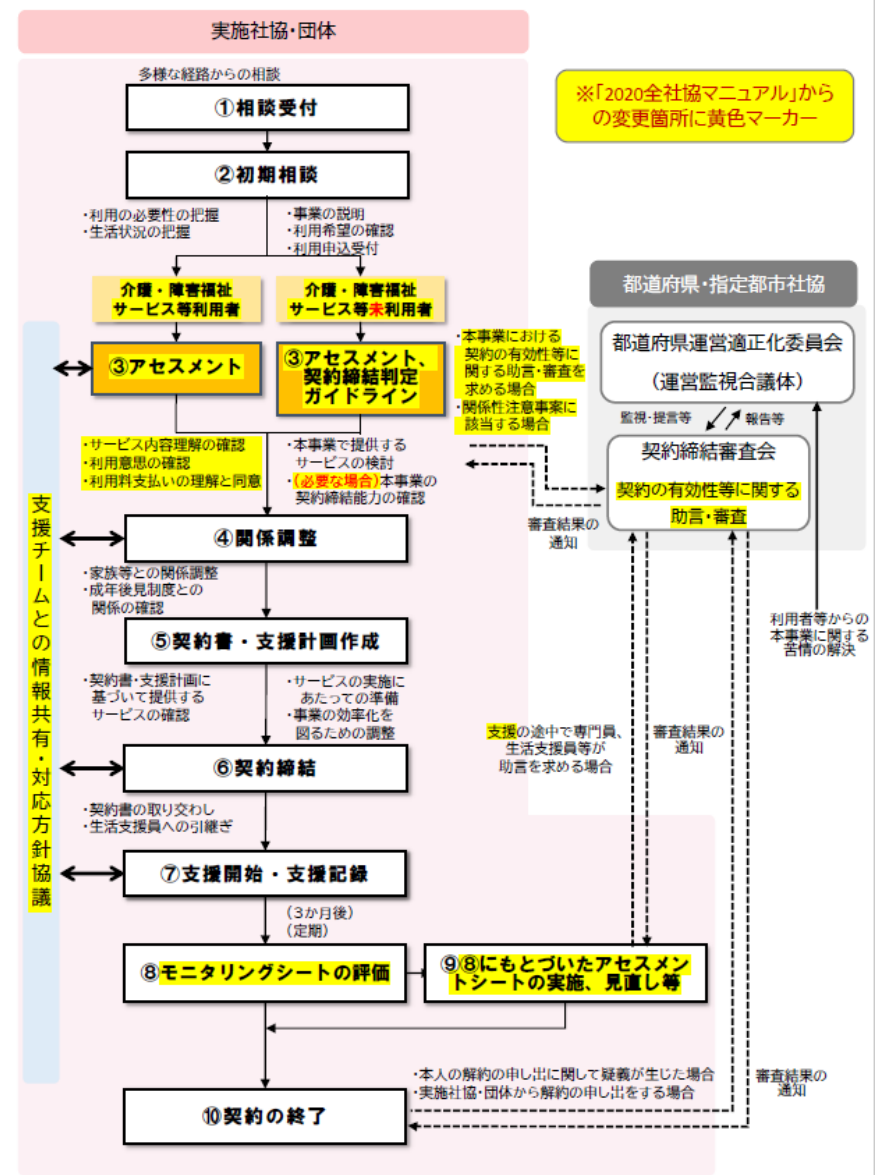 実施社協・団体
多様な経路からの相談
①相談受付
※「2020全社協マニュアル」から
の変更箇所に黄色マーカー
②初期相談
・利用の必要性の把握
・生活状況の把握
・事業の説明
・利用希望の確認
・利用申込受付
介護・障害福祉
サービス等利用者
介護・障害福祉
サービス等未利用者
都道府県・指定都市社協
③アセスメント
③アセスメント、
契約締結判定
ガイドライン
・本事業における
契約の有効性等に
関する助言・審査を
求める場合
・関係性注意事案に
該当する場合
都道府県運営適正化委員会
(運営監視合議体)
監視・提言等
報告等
契約締結審査会
契約の有効性等に関する
助言・審査
・サービス内容理解の確認
・利用意思の確認
・利用料支払いの理解と同意
・本事業で提供する
サービスの検討
・(必要な場合)本事業の
契約締結能力の確認
審査結果の
通知
支援チームとの情報共有・対応方針協議
④関係調整
・家族等との関係調整
・成年後見制度との
関係の確認
利用者等からの
本事業に関する
苦情の解決
⑤契約書・支援計画作成
・契約書・支援計画に
基づいて提供する
サービスの確認
・サービスの実施に
あたっての準備
・事業の効率化を
図るための調整
支援の途中で専門員、
生活支援員等が
助言を求める場合
審査結果の
通知
⑥契約締結
・契約書の取り交わし
・生活支援員への引継ぎ
⑦支援開始・支援記録
(3か月後)
(定期)
⑧モニタリングシートの評価
⑨⑧にもとづいたアセスメン
トシートの実施、見直し等
・本人の解約の申し出に関して疑義が生じた場合
・実施社協・団体から解約の申し出をする場合
審査結果の
通知
⑩契約の終了